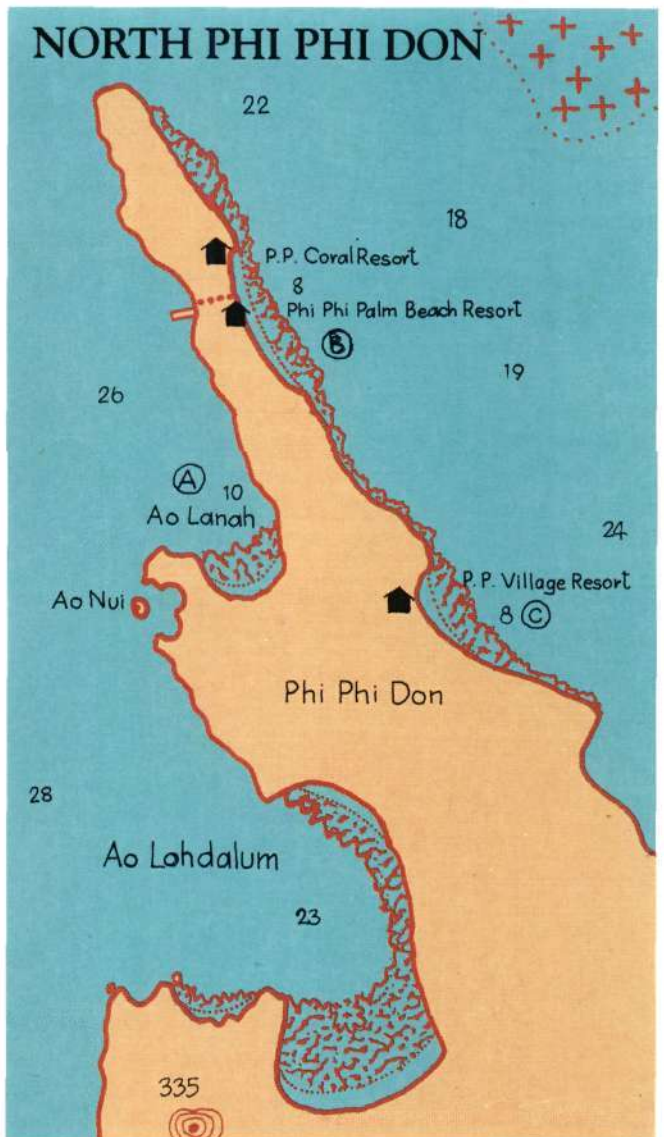 NORTH PHI PHI DON
22
18
P.P. Coral Resort
8
Phi Phi Palm Beach Resort
B
19
26
A
10
Ao Lanah
24
P.P. Village Resort
Ao Nui
8 C
Phi Phi Don
28
Ao Lohdalum
23
335